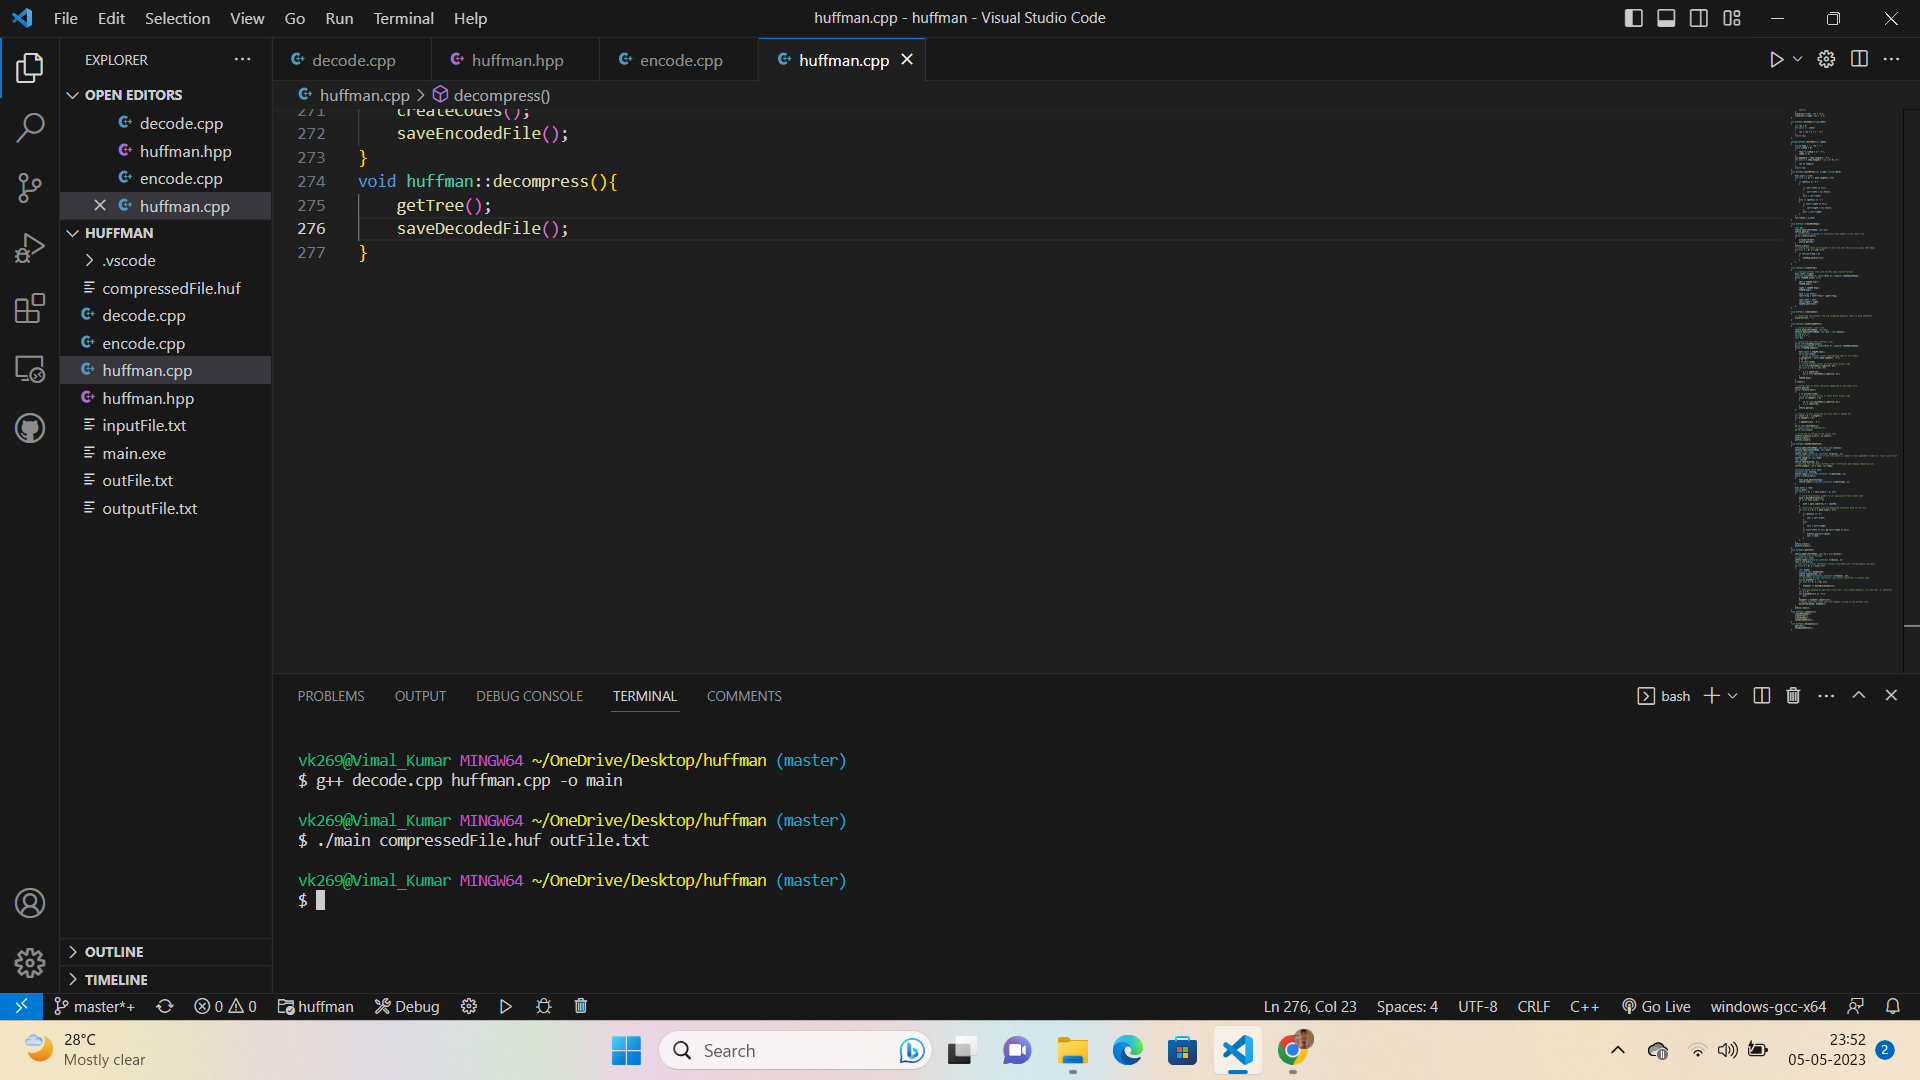 File Edit Selection View Go Run Terminal Help
huffman.cpp - huffman - Visual Studio Code
EXPLORER
OPEN EDITORS
decode.cpp
huffman.hpp
encode.cpp
huffman.cpp
HUFFMAN
.vscode
compressedFile.huf
decode.cpp
encode.cpp
huffman.cpp
huffman.hpp
inputFile.txt
main.exe
outFile.txt
outputFile.txt
OUTLINE
TIMELINE
decode.cpp huffman.hpp encode.cpp huffman.cpp
huffman.cpp > decompress()
271 createCodes();
272 saveEncodedFile();
273 }
274 void huffman::decompress(){
275 getTree();
276 saveDecodedFile();
277 }
PROBLEMS OUTPUT DEBUG CONSOLE TERMINAL COMMENTS
bash
vk269@Vimal_Kumar MINGW64 ~/OneDrive/Desktop/huffman (master)
$ g++ decode.cpp huffman.cpp -o main
vk269@Vimal_Kumar MINGW64 ~/OneDrive/Desktop/huffman (master)
$ ./main compressedFile.huf outFile.txt
vk269@Vimal_Kumar MINGW64 ~/OneDrive/Desktop/huffman (master)
$
master*+ 0 0 huffman Debug
Ln 276, Col 23 Spaces: 4 UTF-8 CRLF C++ Go Live windows-gcc-x64
28°C
Mostly clear
Search
23:52
05-05-2023
2